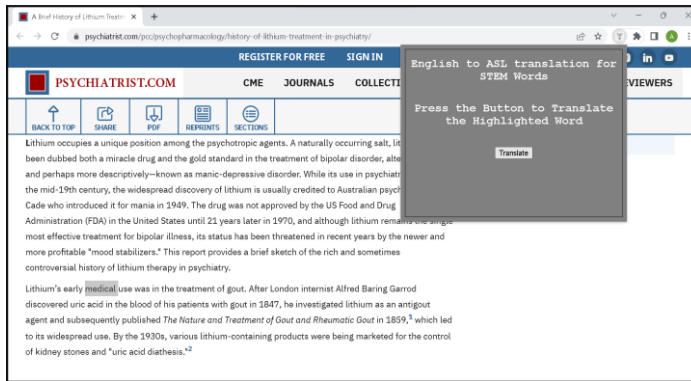 A Brief History of Lithium Treatm
psychiatrist.com/pcc/psychopharmacology/history-of-lithium-treatment-in-psychiatry/
REGISTER FOR FREE SIGN IN
PSYCHIATRIST.COM
CME JOURNALS COLLECTI
EVIEWERS
BACK TO TOP SHARE PDF REPRINTS SECTIONS
English to ASL translation for
STEM Words
Press the Button to Translate
the Highlighted Word
Translate
Lithium occupies a unique position among the psychotropic agents. A naturally occurring salt, lit
been dubbed both a miracle drug and the gold standard in the treatment of bipolar disorder, alte
and perhaps more descriptively—known as manic-depressive disorder. While its use in psychiatr
the mid-19th century, the widespread discovery of lithium is usually credited to Australian psych
Cade who introduced it for mania in 1949. The drug was not approved by the US Food and Drug
Administration (FDA) in the United States until 21 years later in 1970, and although lithium remains the single
most effective treatment for bipolar illness, its status has been threatened in recent years by the newer and
more profitable "mood stabilizers." This report provides a brief sketch of the rich and sometimes
controversial history of lithium therapy in psychiatry.
Lithium's early medical use was in the treatment of gout. After London internist Alfred Baring Garrod
discovered uric acid in the blood of his patients with gout in 1847, he investigated lithium as an antigout
agent and subsequently published The Nature and Treatment of Gout and Rheumatic Gout in 1859,1 which led
to its widespread use. By the 1930s, various lithium-containing products were being marketed for the control
of kidney stones and "uric acid diathesis."2